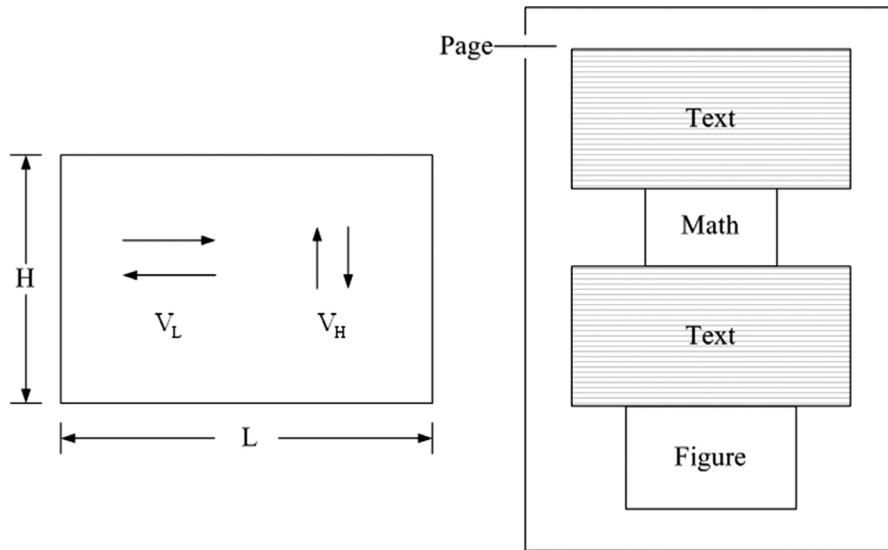 H
V_L
V_H
L
Page
Text
Math
Text
Figure